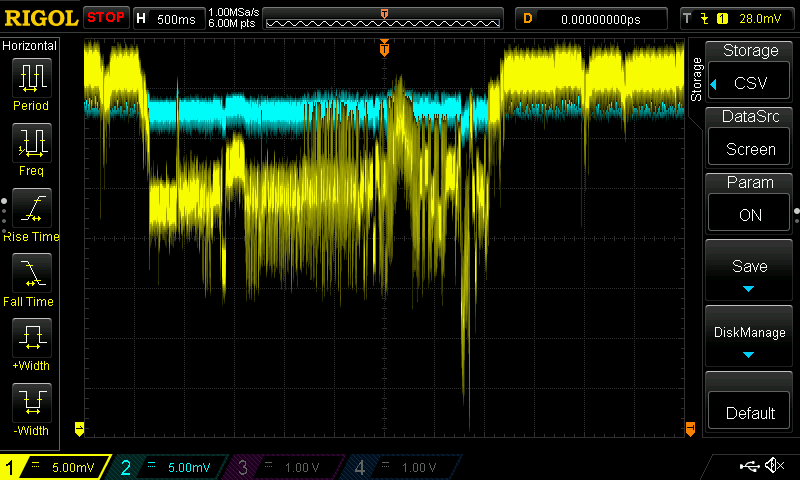 RIGOL STOP H 500ms 1.00MSa/s 6.00M pts D 0.00000000ps T 1 28.0mV
T
Horizontal
Period
Freq
Rise Time
Fall Time
+Width
-Width
T
Storage
Storage
CSV
DataSrc
Screen
Param
ON
Save
DiskManage
Default
T
1 5.00mV 2 5.00mV 3 1.00 V 4 1.00 V